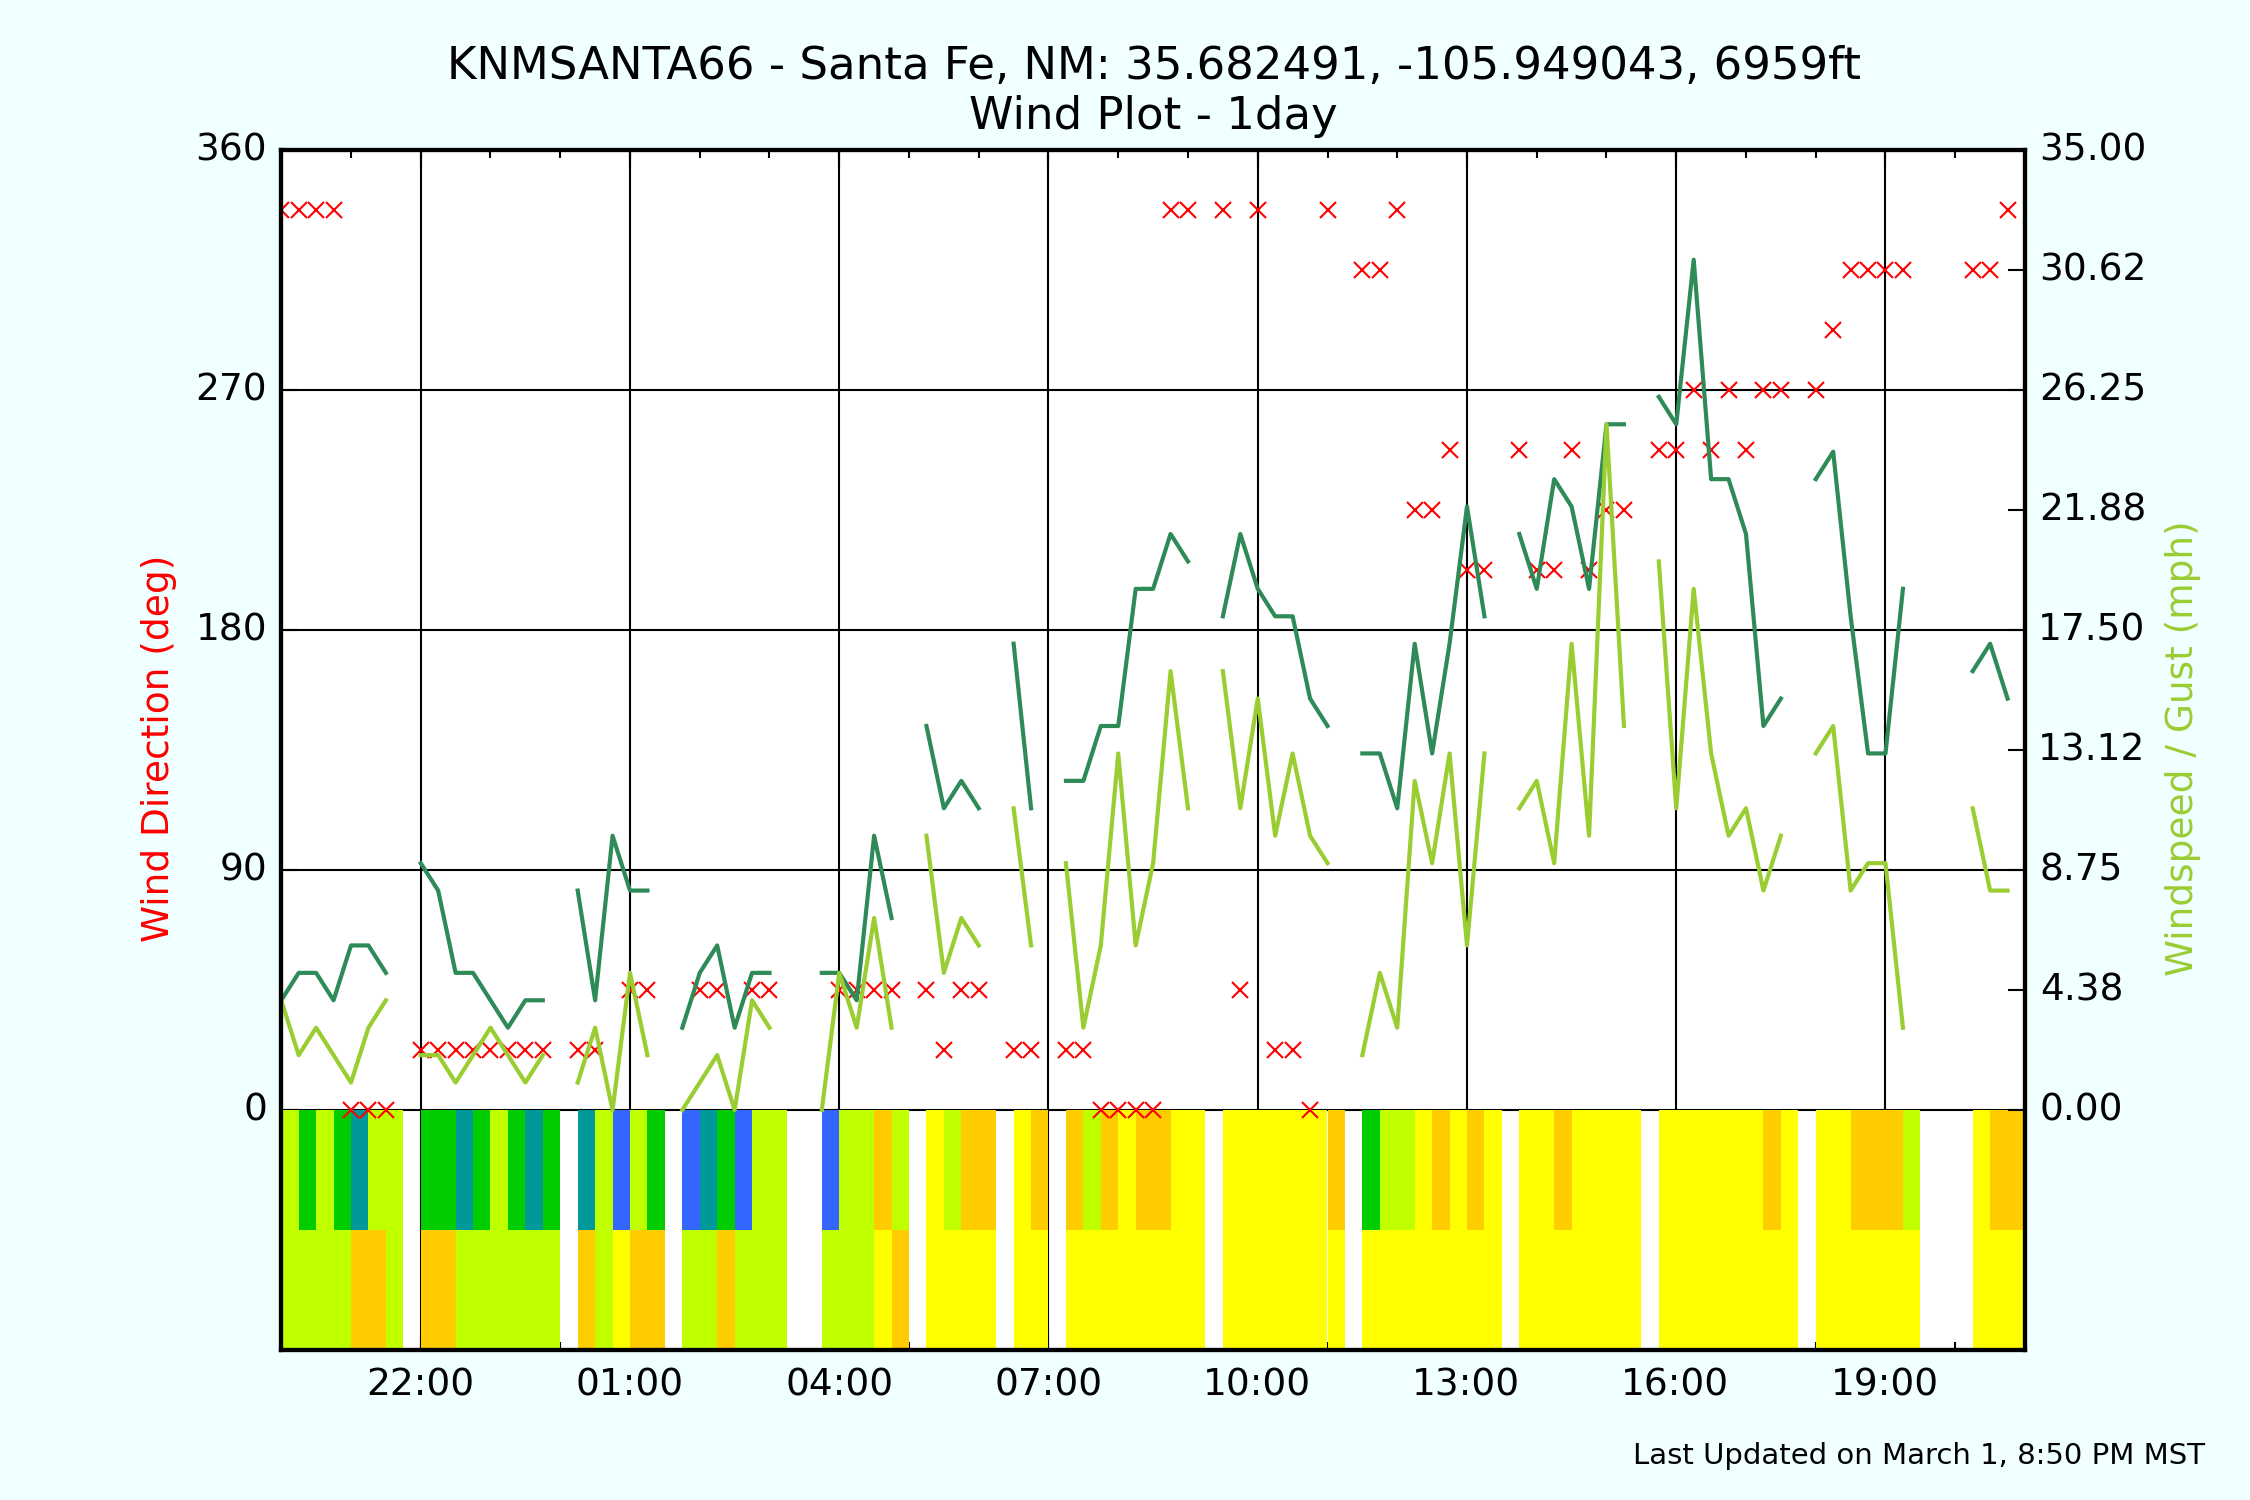 KNMSANTA66 - Santa Fe, NM: 35.682491, -105.949043, 6959ft
Wind Plot - 1day
360
270
180
90
0
Wind Direction (deg)
35.00
30.62
26.25
21.88
17.50
13.12
8.75
4.38
0.00
Windspeed / Gust (mph)
22:00 01:00 04:00 07:00 10:00 13:00 16:00 19:00
Last Updated on March 1, 8:50 PM MST